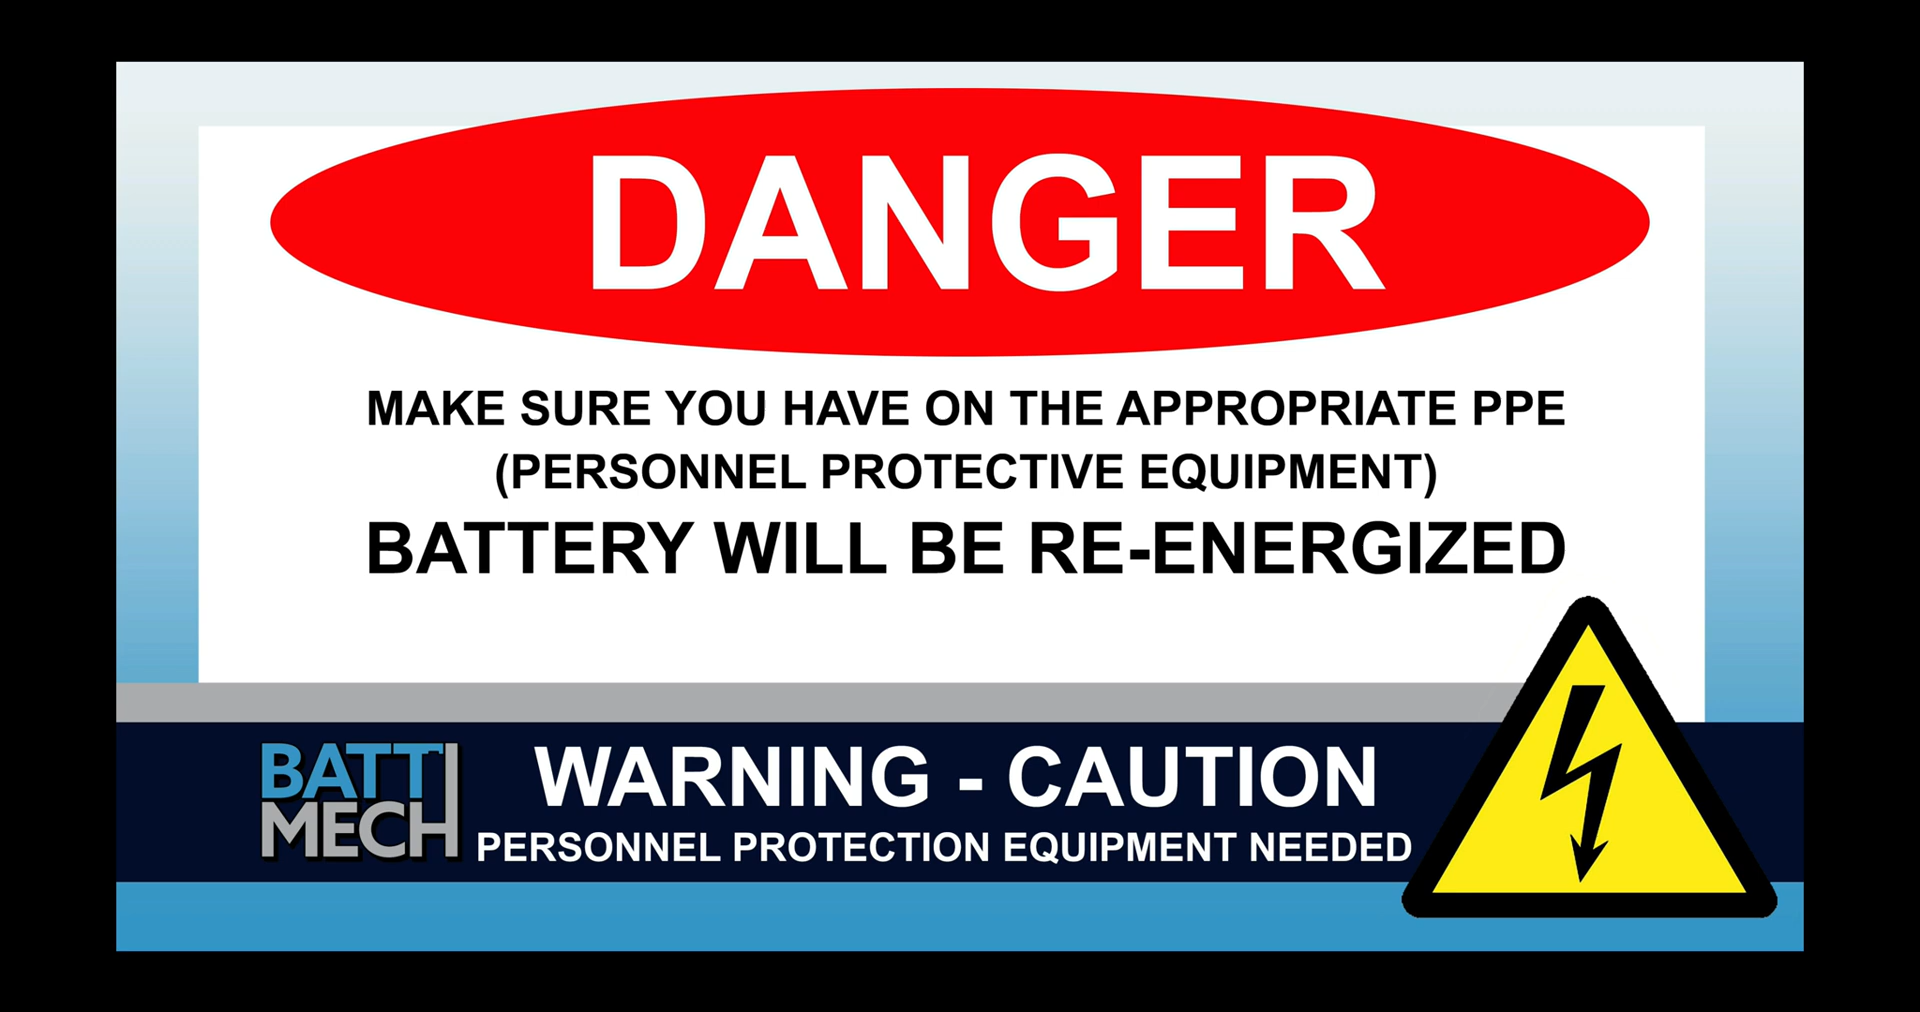 DANGER
MAKE SURE YOU HAVE ON THE APPROPRIATE PPE
(PERSONNEL PROTECTIVE EQUIPMENT)
BATTERY WILL BE RE-ENERGIZED
BATT
MECH
WARNING - CAUTION
PERSONNEL PROTECTION EQUIPMENT NEEDED